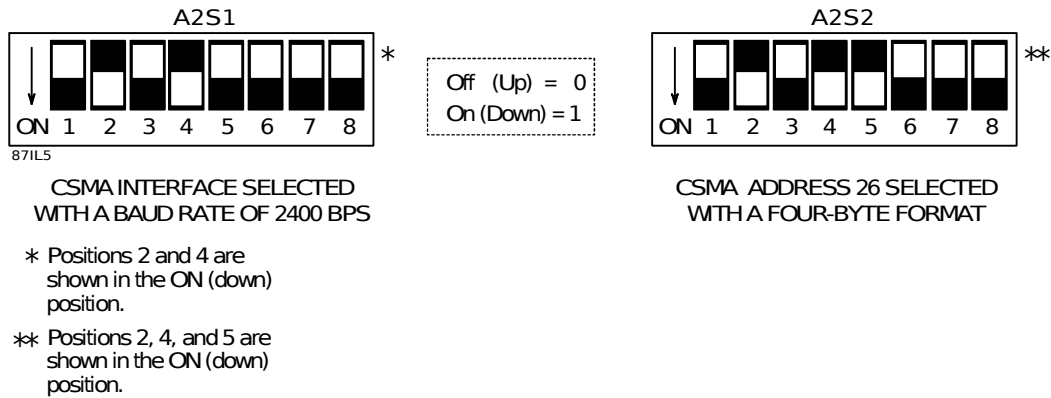 A2S1
ON 1 2 3 4 5 6 7 8
*
87IL5
CSMA INTERFACE SELECTED
WITH A BAUD RATE OF 2400 BPS
Off (Up) = 0
On (Down) = 1
A2S2
ON 1 2 3 4 5 6 7 8
**
CSMA ADDRESS 26 SELECTED
WITH A FOUR-BYTE FORMAT
* Positions 2 and 4 are
shown in the ON (down)
position.
** Positions 2, 4, and 5 are
shown in the ON (down)
position.